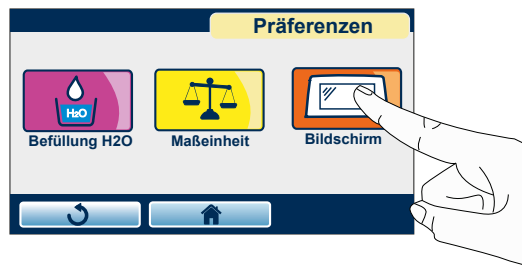 Präferenzen
H2O
Befüllung H2O
Maßeinheit
Bildschirm